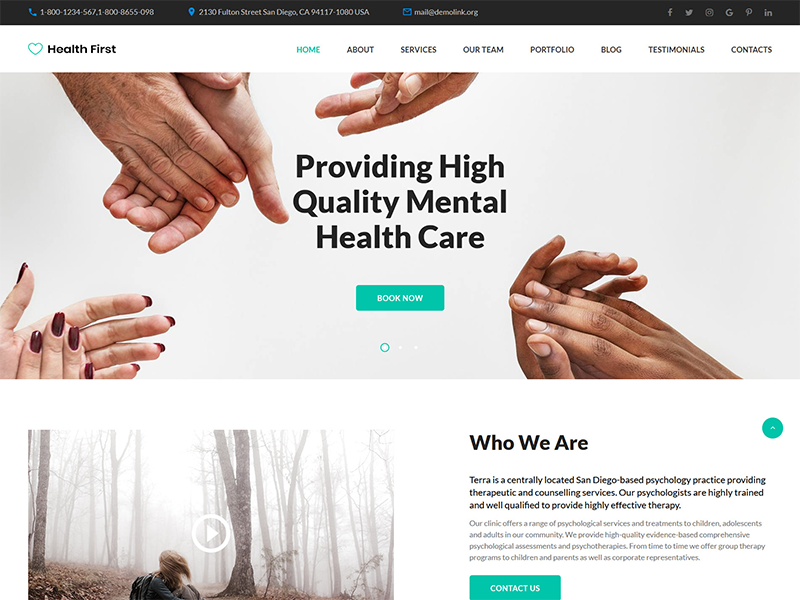 1-800-1234-567,1-800-8655-098
2130 Fulton Street San Diego, CA 94117-1080 USA
mail@demolink.org
Health First
HOME
ABOUT
SERVICES
OUR TEAM
PORTFOLIO
BLOG
TESTIMONIALS
CONTACTS
Providing High
Quality Mental
Health Care
BOOK NOW
Who We Are
Terra is a centrally located San Diego-based psychology practice providing
therapeutic and counselling services. Our psychologists are highly trained
and well qualified to provide highly effective therapy.
Our clinic offers a range of psychological services and treatments to children, adolescents
and adults in our community. We provide high-quality evidence-based comprehensive
psychological assessments and psychotherapies. From time to time we offer group therapy
programs to children and parents as well as corporate representatives.
CONTACT US